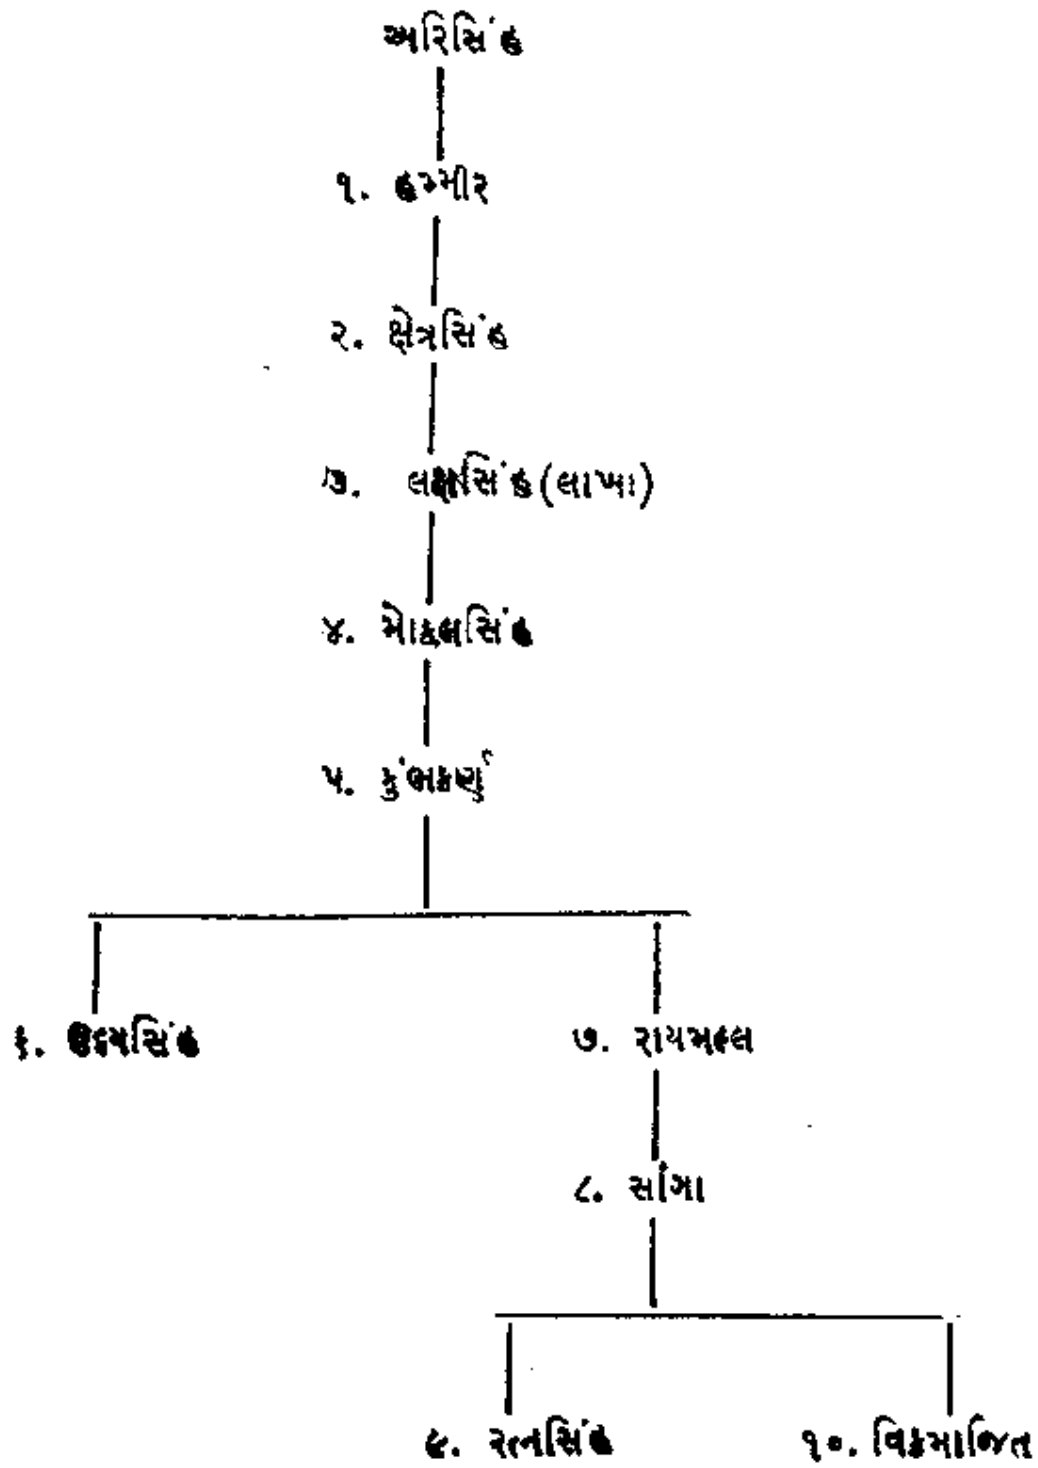 અરિસિંહ
૧. હમ્મીર
૨. ક્ષેત્રસિંહ
૩. લક્ષસિંહ(લાખા)
૪. મોકલસિંહ
૫. કુંભકર્ણ
૬. ઉદયસિંહ ૭. રાયમલ્લ
૮. સાંગા
૯. રત્નસિંહ ૧૦. વિક્રમાજિત